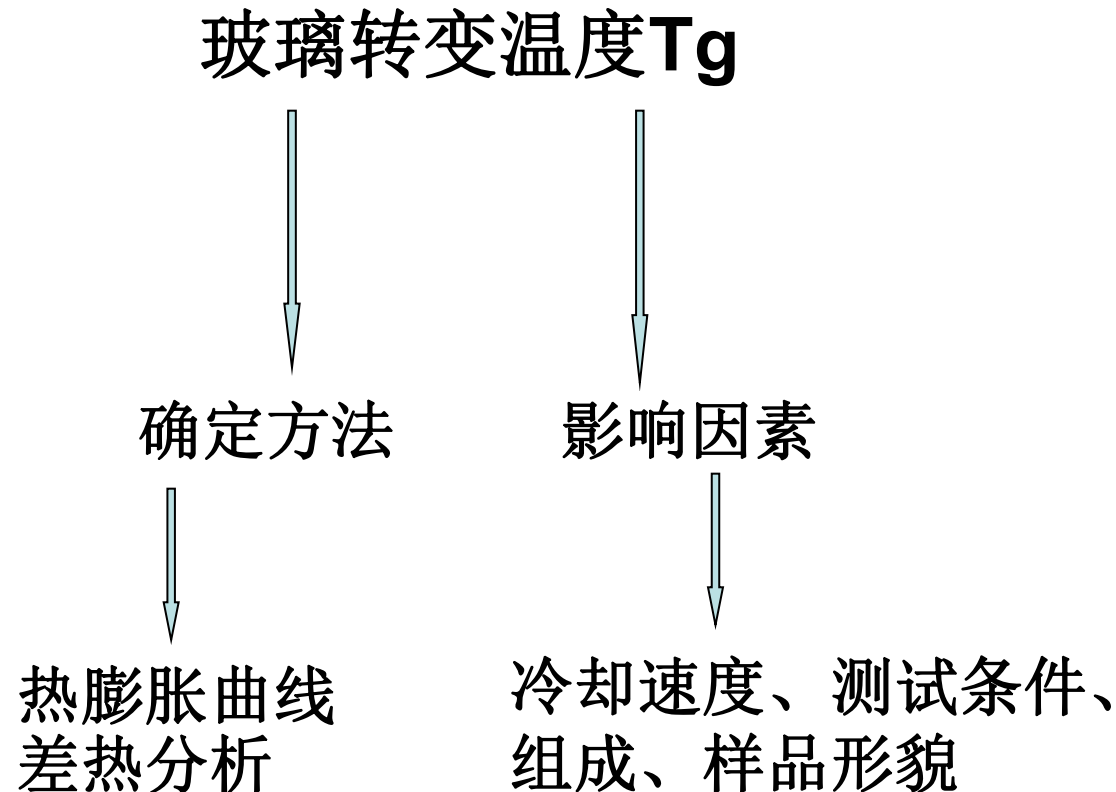 玻璃转变温度Tg
确定方法
影响因素
热膨胀曲线
差热分析
冷却速度、测试条件、
组成、样品形貌